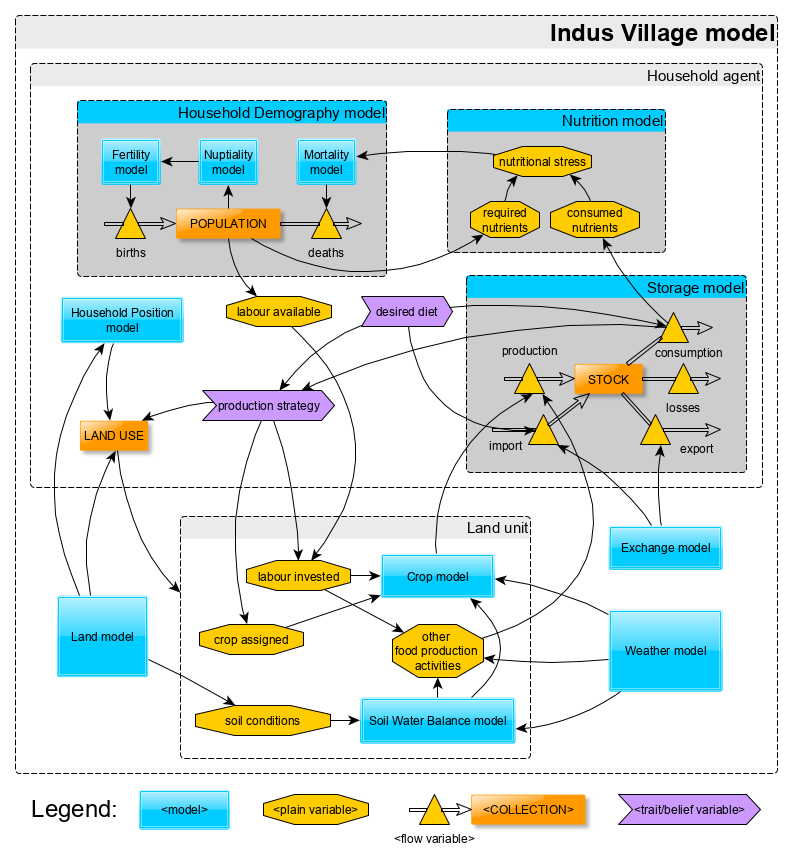 Indus Village model
Household agent
Household Demography model
Nutrition model
Fertility
model
Nuptiality
model
Mortality
model
nutritional stress
POPULATION
births
deaths
required
nutrients
consumed
nutrients
Storage model
Household Position
model
labour available
desired diet
production
consumption
STOCK
losses
production strategy
LAND USE
import
export
Land unit
Exchange model
labour invested
Crop model
crop assigned
other
food production
activities
Land model
Weather model
soil conditions
Soil Water Balance model
Legend:
<model>
<plain variable>
<flow variable>
<COLLECTION>
<trait/belief variable>